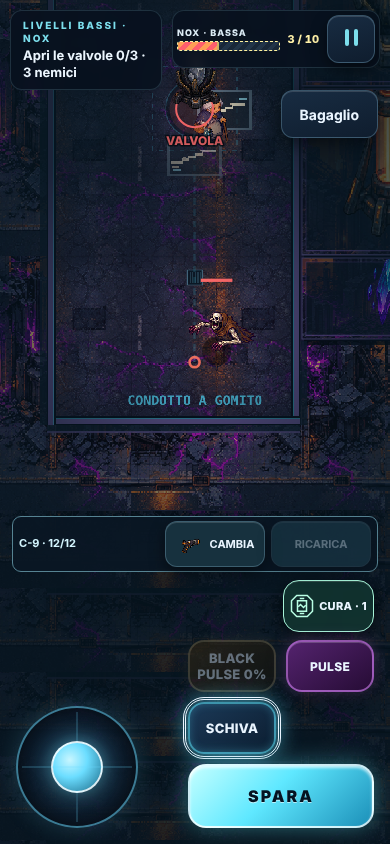 LIVELLI BASSI ·
NOX
Apri le valvole 0/3 ·
3 nemici
NOX · BASSA
3 / 10
Bagaglio
VALVOLA
CONDOTTO A GOMITO
C-9 · 12/12
CAMBIA
RICARICA
CURA · 1
BLACK
PULSE 0%
PULSE
SCHIVA
SPARA